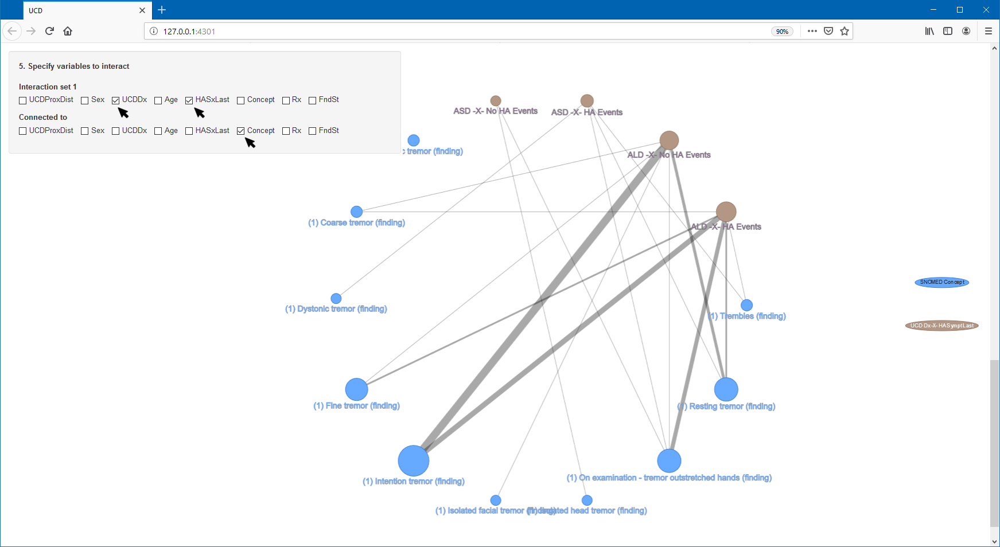 UCD
127.0.0.1:4301
90%
5. Specify variables to interact
Interaction set 1
UCDProxDist Sex UCDDx Age HASxLast Concept Rx FndSt
Connected to
UCDProxDist Sex UCDDx Age HASxLast Concept Rx FndSt
ASD -X- No HA Events
ASD -X- HA Events
tremor (finding)
ALD -X- No HA Events
(1) Coarse tremor (finding)
ALD -X- HA Events
SNOMED Concept
(1) Dystonic tremor (finding)
(1) Trembles (finding)
UCD Dx-X-HASymptLast
(1) Fine tremor (finding)
(1) Resting tremor (finding)
(1) Intention tremor (finding)
(1) On examination - tremor outstretched hands (finding)
(1) Isolated facial tremor (finding)
(1) Isolated head tremor (finding)